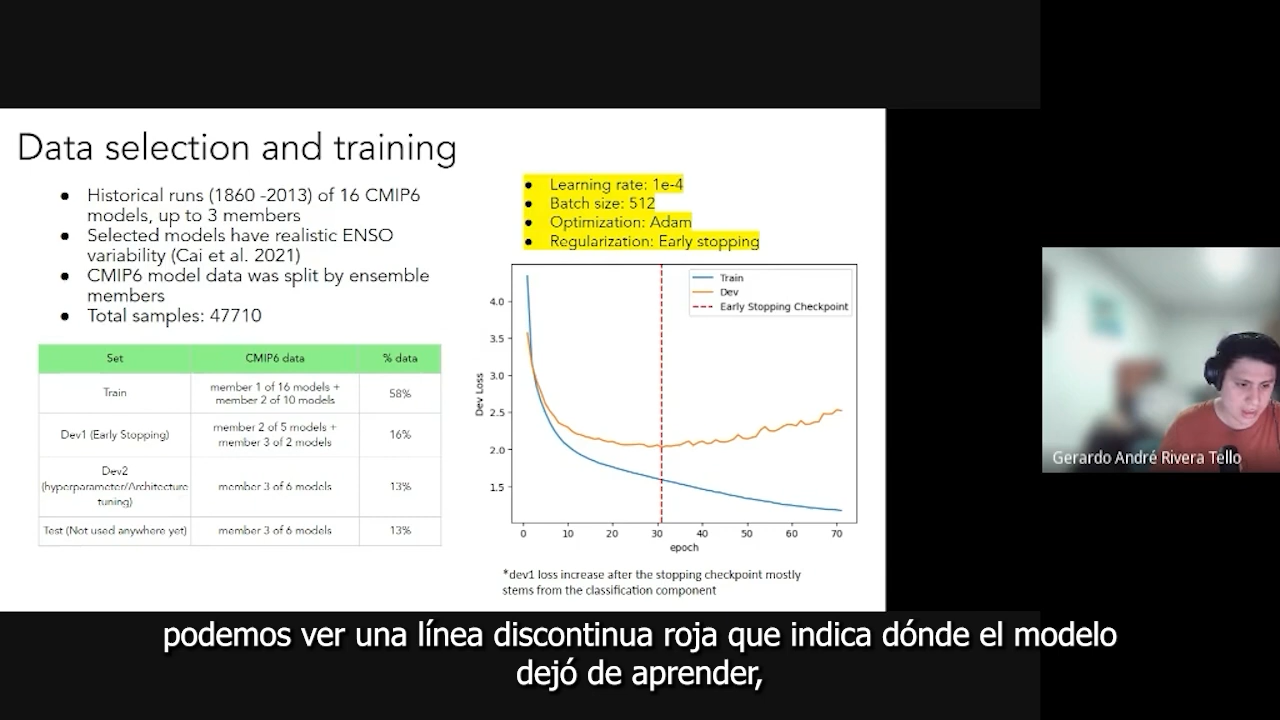 Data selection and training
● Historical runs (1860 -2013) of 16 CMIP6
models, up to 3 members
● Selected models have realistic ENSO
variability (Cai et al. 2021)
● CMIP6 model data was split by ensemble
members
● Total samples: 47710
Set CMIP6 data % data
Train member 1 of 16 models +
member 2 of 10 models 58%
Dev1 (Early Stopping) member 2 of 5 models +
member 3 of 2 models 16%
Dev2
(hyperparameter/Architecture
tuning) member 3 of 6 models 13%
Test (Not used anywhere yet) member 3 of 6 models 13%
● Learning rate: 1e-4
● Batch size: 512
● Optimization: Adam
● Regularization: Early stopping
Train
Dev
Early Stopping Checkpoint
Dev Loss
4.0
3.5
3.0
2.5
2.0
1.5
0 10 20 30 40 50 60 70
epoch
*dev1 loss increase after the stopping checkpoint mostly
stems from the classification component
Gerardo André Rivera Tello
podemos ver una línea discontinua roja que indica dónde el modelo
dejó de aprender,